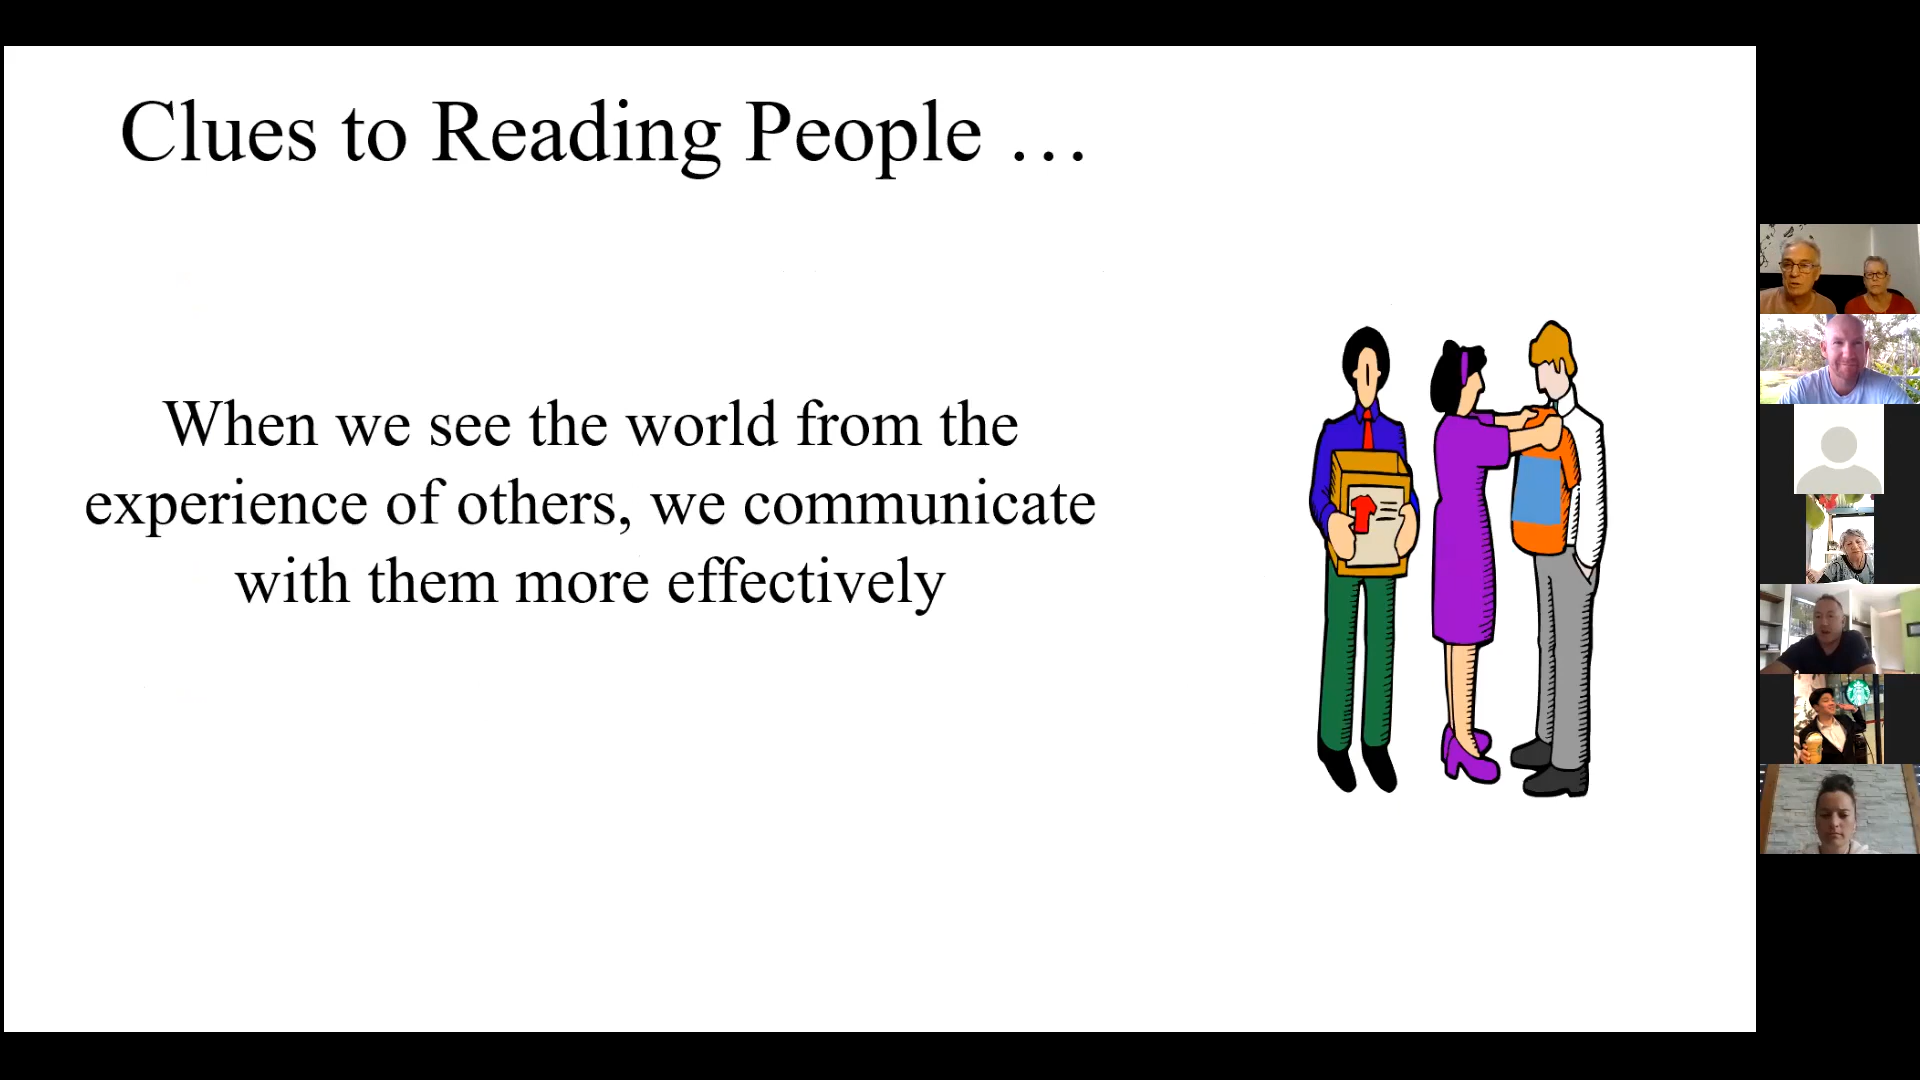 Clues to Reading People …
When we see the world from the
experience of others, we communicate
with them more effectively